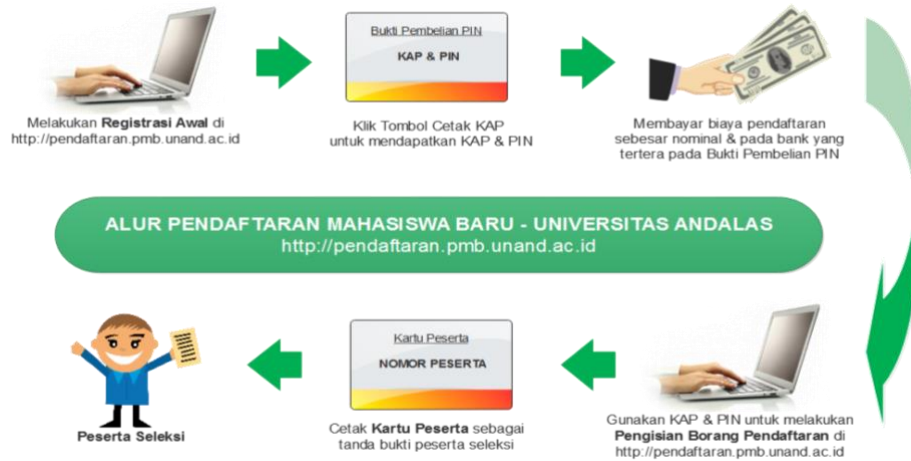 Bukti Pembelian PIN
KAP & PIN
Melakukan Registrasi Awal di
http://pendaftaran.pmb.unand.ac.id
Klik Tombol Cetak KAP
untuk mendapatkan KAP & PIN
Membayar biaya pendaftaran
sebesar nominal & pada bank yang
tertera pada Bukti Pembelian PIN
ALUR PENDAFTARAN MAHASISWA BARU - UNIVERSITAS ANDALAS
http://pendaftaran.pmb.unand.ac.id
Gunakan KAP & PIN untuk melakukan
Pengisian Borang Pendaftaran di
http://pendaftaran.pmb.unand.ac.id
Kartu Peserta
NOMOR PESERTA
Cetak Kartu Peserta sebagai
tanda bukti peserta seleksi
Peserta Seleksi